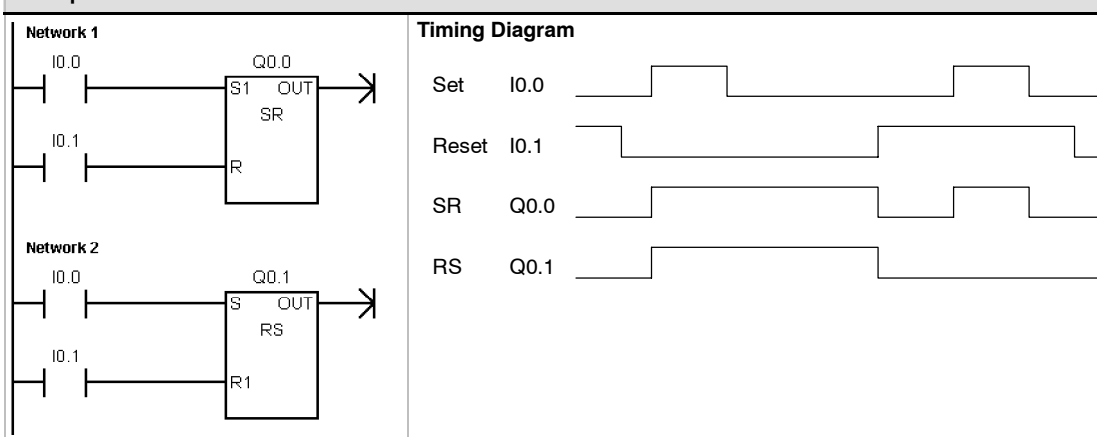 Network 1
I0.0
Q0.0
S1 OUT
SR
I0.1
R
Network 2
I0.0
Q0.1
S OUT
RS
I0.1
R1
Timing Diagram
Set I0.0
Reset I0.1
SR Q0.0
RS Q0.1